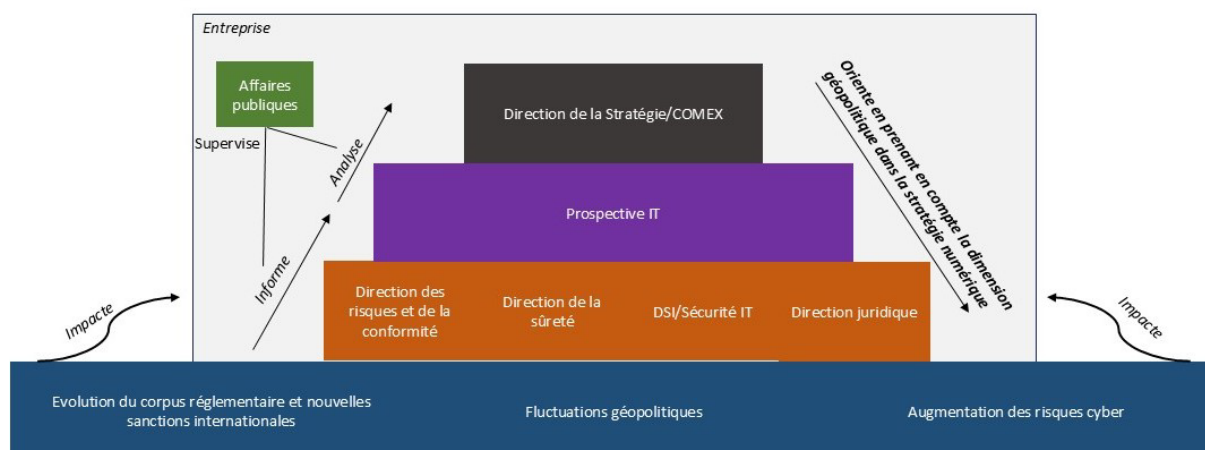 Entreprise
Affaires
publiques
Supervise
Analyse
Informe
Direction de la Stratégie/COMEX
Prospective IT
Direction des
risques et de la
conformité
Direction de la
sûreté
DSI/Sécurité IT
Direction juridique
Oriente en prenant en compte la dimension
géopolitique dans la stratégie numérique
Impacte
Impacte
Evolution du corpus réglementaire et nouvelles
sanctions internationales
Fluctuations géopolitiques
Augmentation des risques cyber